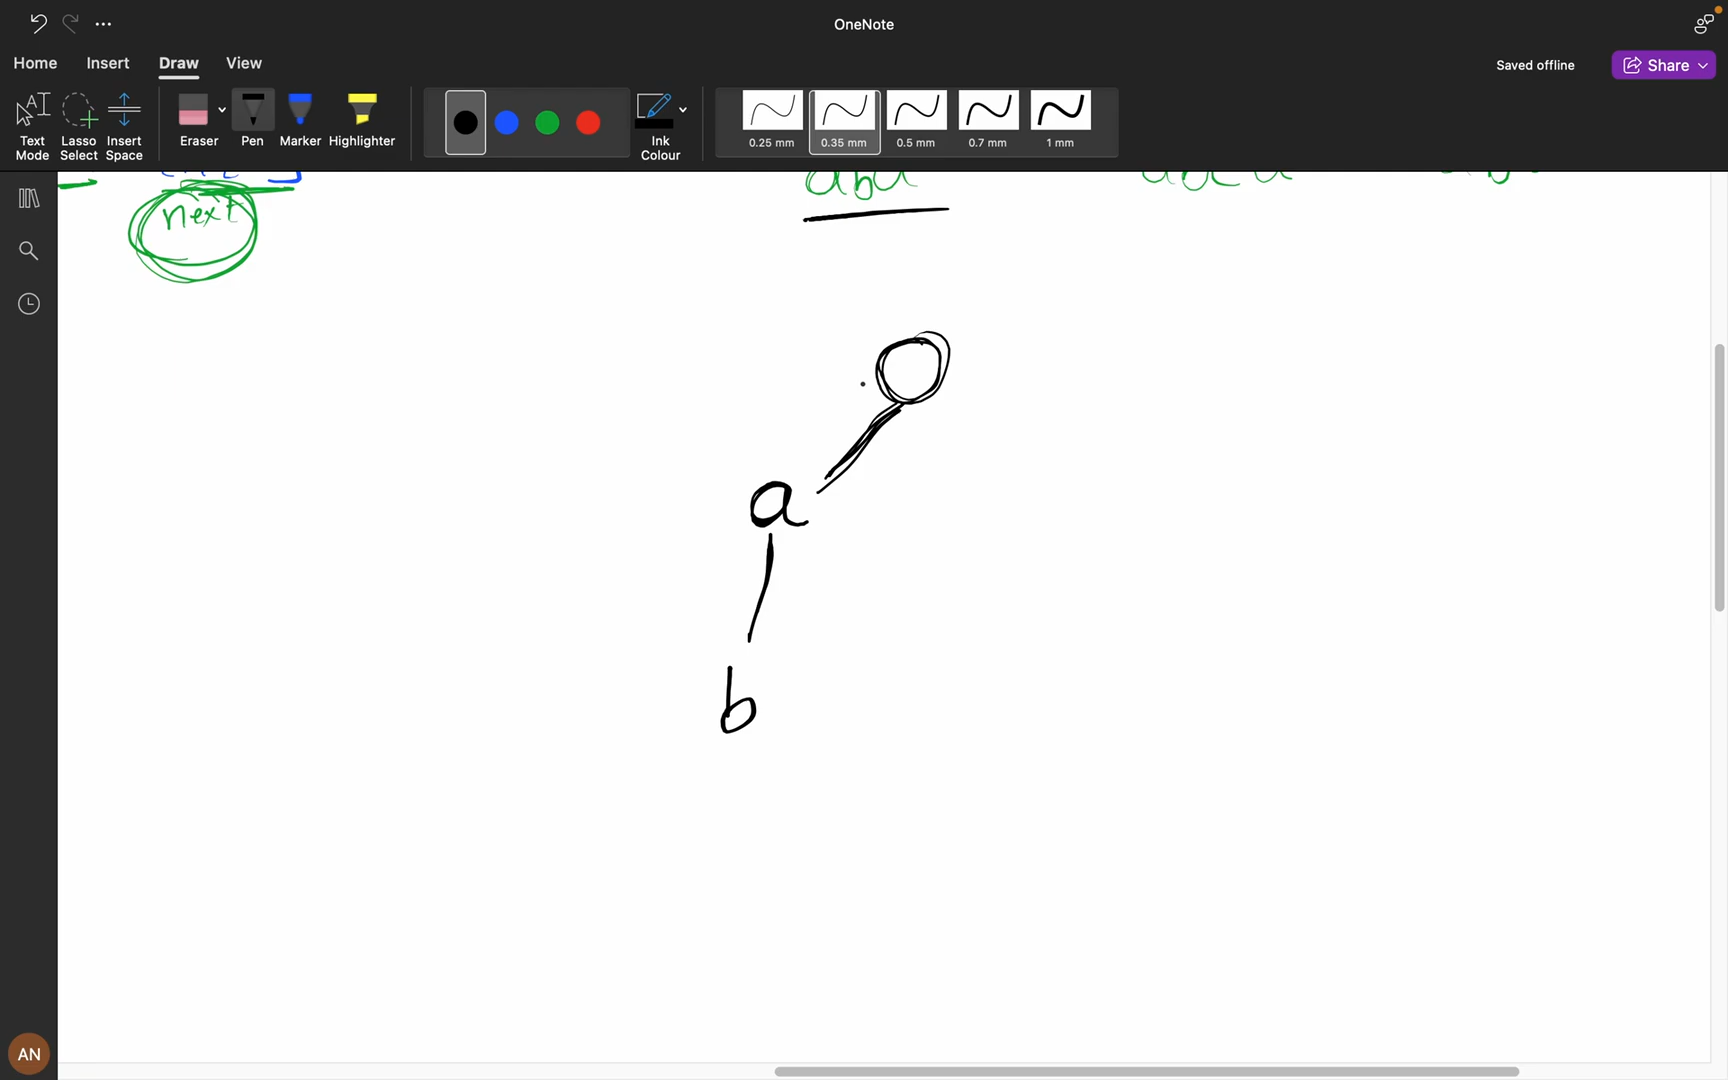 OneNote
Home Insert Draw View
Saved offline
Share
Text Mode
Lasso Select
Insert Space
Eraser
Pen
Marker
Highlighter
Ink Colour
0.25 mm
0.35 mm
0.5 mm
0.7 mm
1 mm
next
a
b
AN